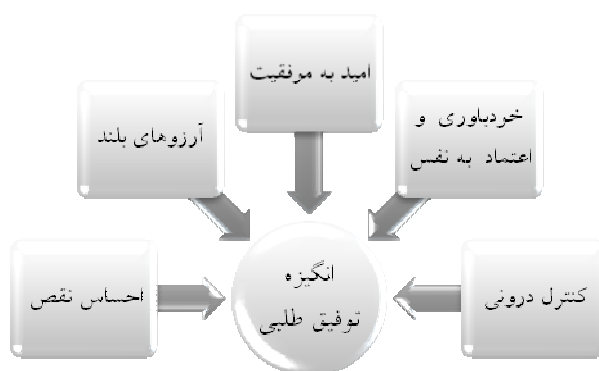 امید به موفقیت
خودباوری و
اعتماد به نفس
آرزوهای بلند
انگیزه
توفیق طلبی
کنترل درونی
احساس نقص